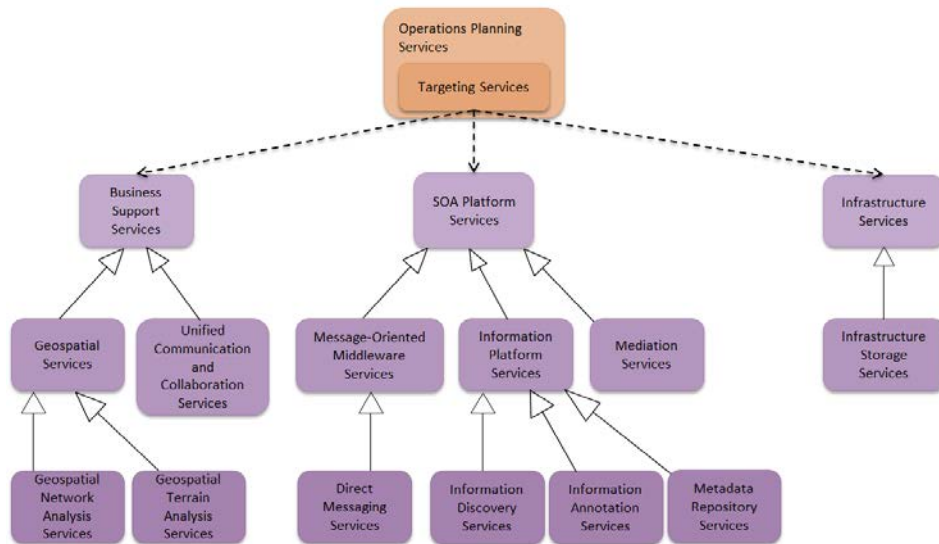 Operations Planning
Services
Targeting Services
Business
Support
Services
SOA Platform
Services
Infrastructure
Services
Geospatial
Services
Unified
Communication
and
Collaboration
Services
Message-Oriented
Middleware
Services
Information
Platform
Services
Mediation
Services
Infrastructure
Storage
Services
Geospatial
Network
Analysis
Services
Geospatial
Terrain
Analysis
Services
Direct
Messaging
Services
Information
Discovery
Services
Information
Annotation
Services
Metadata
Repository
Services